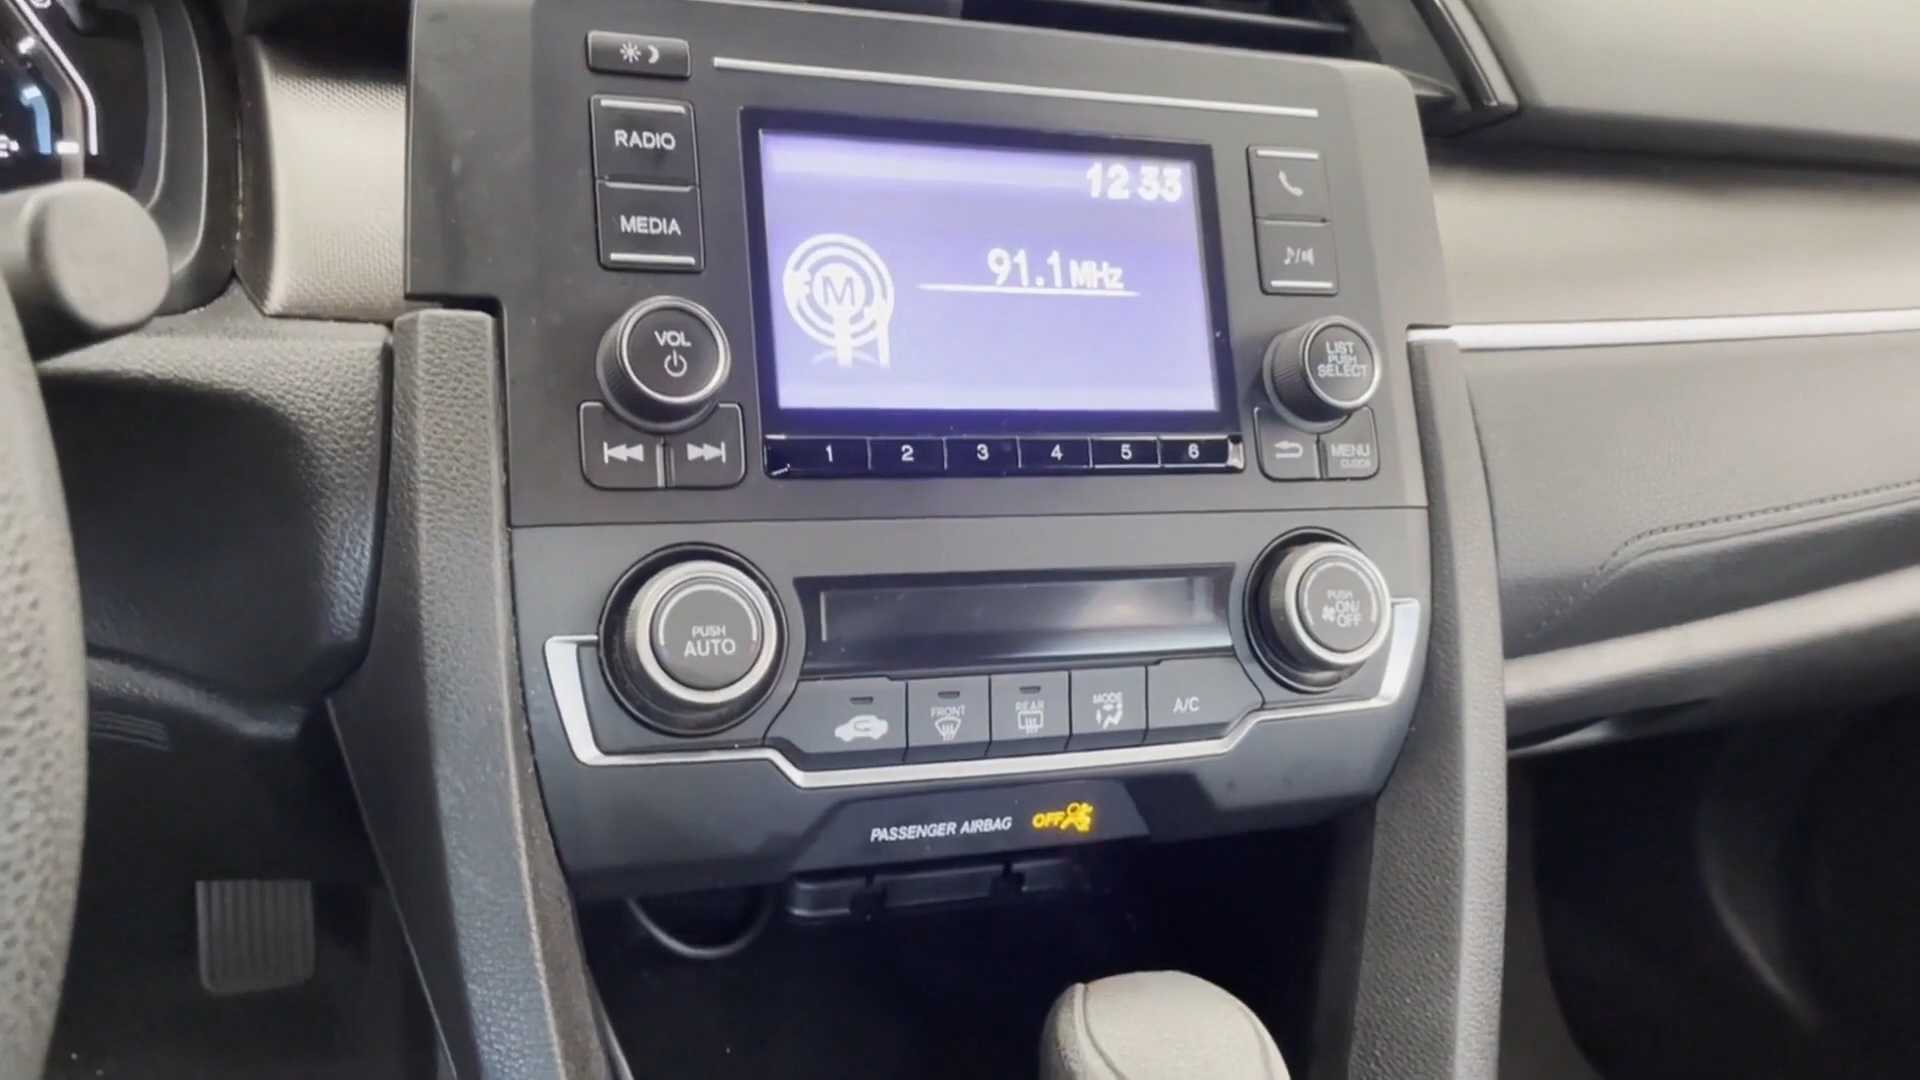 RADIO
MEDIA
12 33
91.1 MHz
M
VOL
LIST
PUSH
SELECT
1 2 3 4 5 6
MENU
CLOCK
PUSH
AUTO
PUSH
ON/
OFF
FRONT
REAR
MODE
A/C
PASSENGER AIRBAG OFF